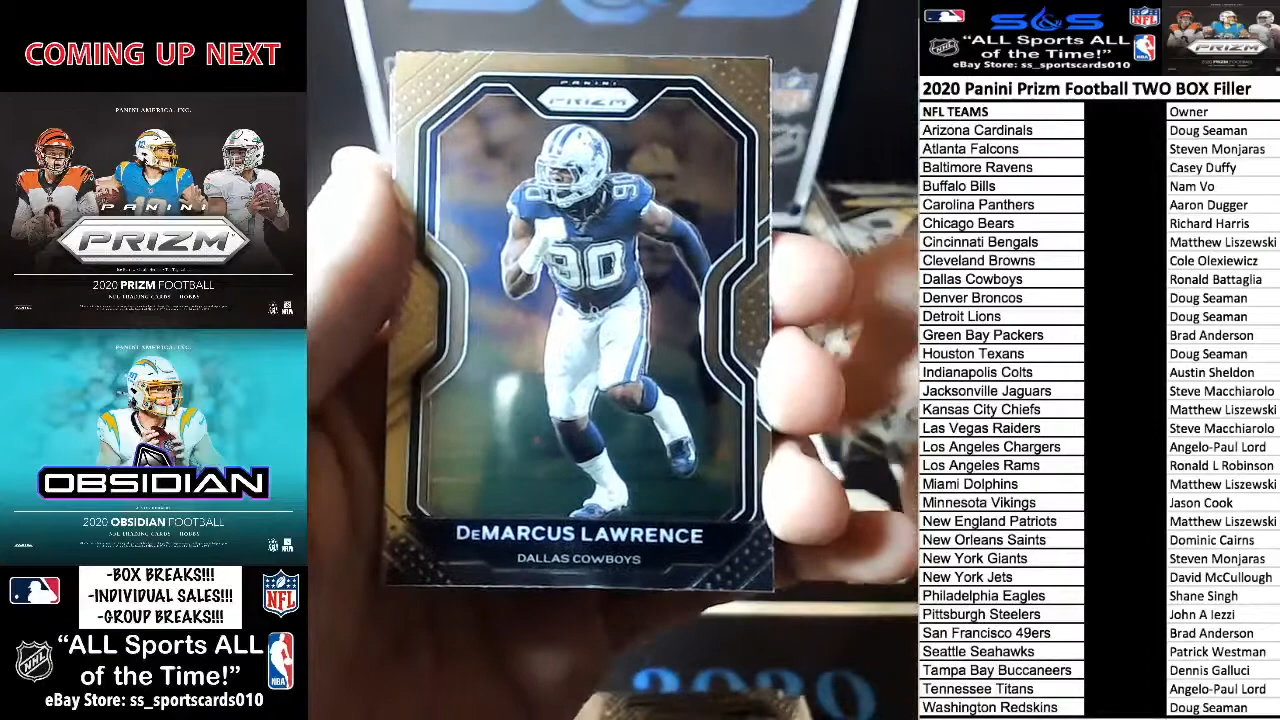 COMING UP NEXT
PANINI AMERICA, INC.
PANINI
PRIZM
2020 PRIZM FOOTBALL
NFL TRADING CARDS HOBBY
PANINI AMERICA, INC.
OBSIDIAN
2020 OBSIDIAN FOOTBALL
NFL TRADING CARDS HOBBY
-BOX BREAKS!!!
-INDIVIDUAL SALES!!!
-GROUP BREAKS!!!
NFL
NHL
NBA
"ALL Sports ALL
of the Time!"
eBay Store: ss_sportscards010
PANINI
PRIZM
90
90
DeMARCUS LAWRENCE
DALLAS COWBOYS
2020
S&S
NFL
NHL
NBA
"ALL Sports ALL
of the Time!"
eBay Store: ss_sportscards010
PRIZM
2020 Panini Prizm Football TWO BOX Filler
NFL TEAMS Owner
Arizona Cardinals Doug Seaman
Atlanta Falcons Steven Monjaras
Baltimore Ravens Casey Duffy
Buffalo Bills Nam Vo
Carolina Panthers Aaron Dugger
Chicago Bears Richard Harris
Cincinnati Bengals Matthew Liszewski
Cleveland Browns Cole Olexiewicz
Dallas Cowboys Ronald Battaglia
Denver Broncos Doug Seaman
Detroit Lions Doug Seaman
Green Bay Packers Brad Anderson
Houston Texans Doug Seaman
Indianapolis Colts Austin Sheldon
Jacksonville Jaguars Steve Macchiarolo
Kansas City Chiefs Matthew Liszewski
Las Vegas Raiders Steve Macchiarolo
Los Angeles Chargers Angelo-Paul Lord
Los Angeles Rams Ronald L Robinson
Miami Dolphins Matthew Liszewski
Minnesota Vikings Jason Cook
New England Patriots Matthew Liszewski
New Orleans Saints Dominic Cairns
New York Giants Steven Monjaras
New York Jets David McCullough
Philadelphia Eagles Shane Singh
Pittsburgh Steelers John A Iezzi
San Francisco 49ers Brad Anderson
Seattle Seahawks Patrick Westman
Tampa Bay Buccaneers Dennis Galluci
Tennessee Titans Angelo-Paul Lord
Washington Redskins Doug Seaman